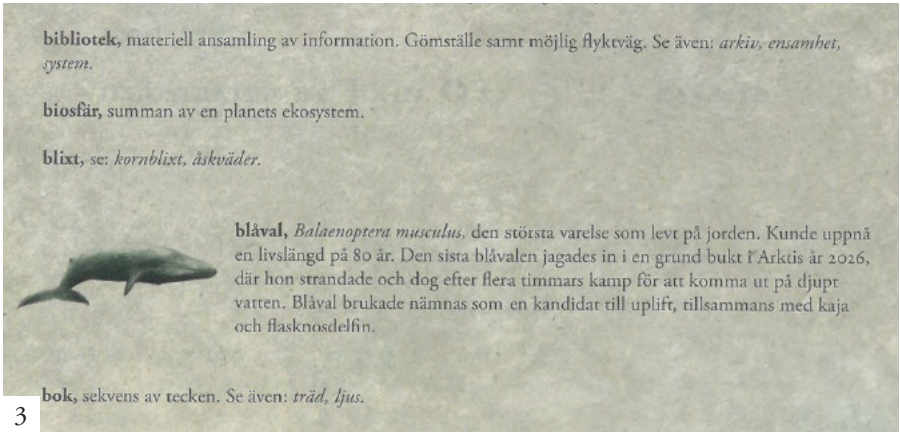 bibliotek, materiell ansamling av information. Gömställe samt möjlig flyktväg. Se även: arkiv, ensamhet,
system.
biosfär, summan av en planets ekosystem.
blixt, se: kornblixt, åskväder.
blåval, Balaenoptera musculus, den största varelse som levt på jorden. Kunde uppnå
en livslängd på 80 år. Den sista blåvalen jagades in i en grund bukt i Arktis år 2026,
där hon strandade och dog efter flera timmars kamp för att komma ut på djupt
vatten. Blåval brukade nämnas som en kandidat till uplift, tillsammans med kaja
och flasknosdelfin.
bok, sekvens av tecken. Se även: träd, ljus.
3